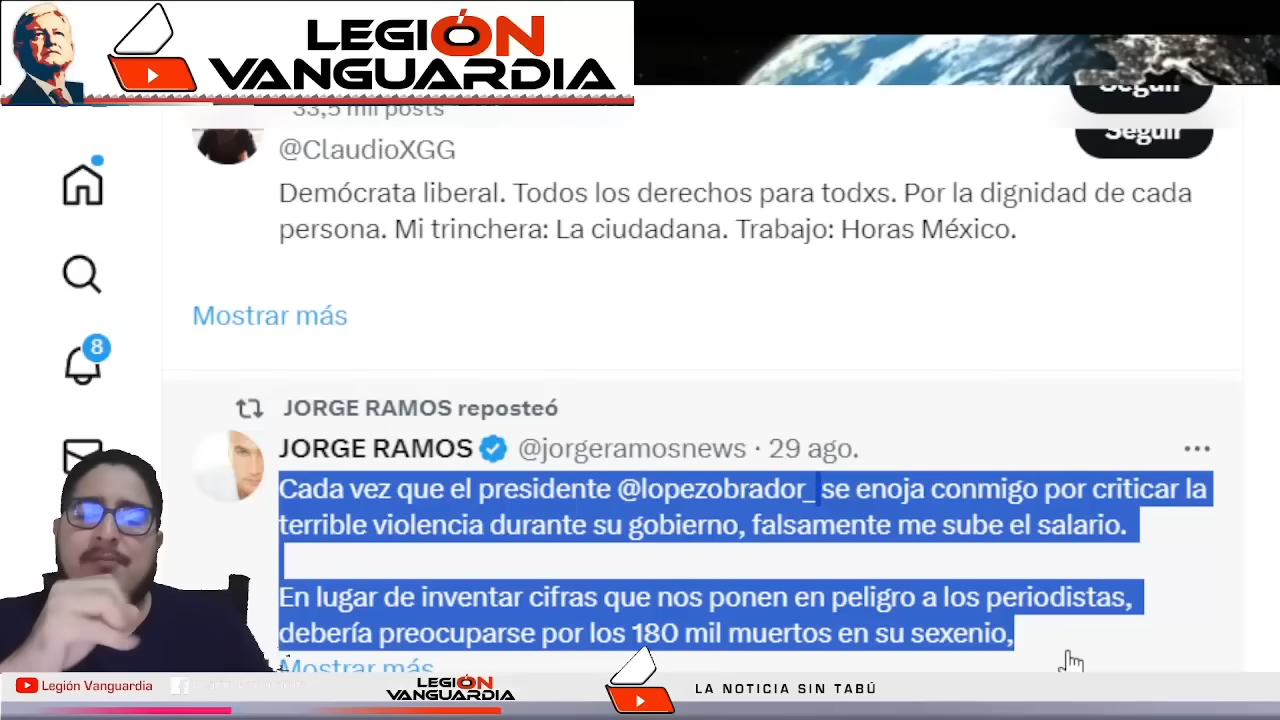 LEGIÓN
VANGUARDIA
33,5 mil posts
Seguir
Seguir
@ClaudioXGG
Demócrata liberal. Todos los derechos para todxs. Por la dignidad de cada
persona. Mi trinchera: La ciudadana. Trabajo: Horas México.
Mostrar más
8
JORGE RAMOS reposteó
JORGE RAMOS @jorgeramosnews · 29 ago.
Cada vez que el presidente @lopezobrador_ se enoja conmigo por criticar la
terrible violencia durante su gobierno, falsamente me sube el salario.
En lugar de inventar cifras que nos ponen en peligro a los periodistas,
debería preocuparse por los 180 mil muertos en su sexenio,
Mostrar más
Legión Vanguardia
LEGIÓN
VANGUARDIA
LA NOTICIA SIN TABÚ